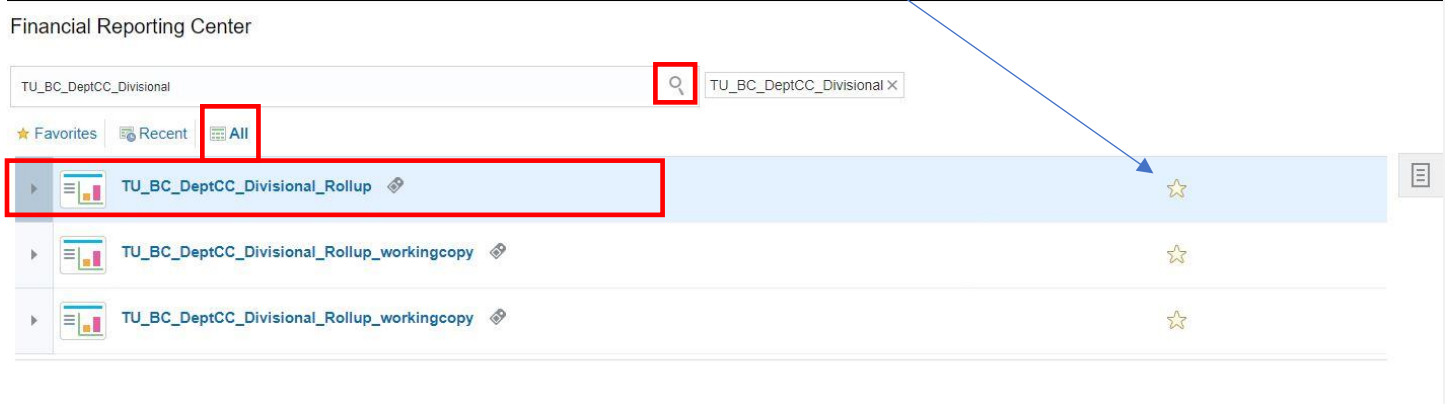 Financial Reporting Center
TU_BC_DeptCC_Divisional TU_BC_DeptCC_Divisional ×
Favorites Recent All
TU_BC_DeptCC_Divisional_Rollup
TU_BC_DeptCC_Divisional_Rollup_workingcopy
TU_BC_DeptCC_Divisional_Rollup_workingcopy